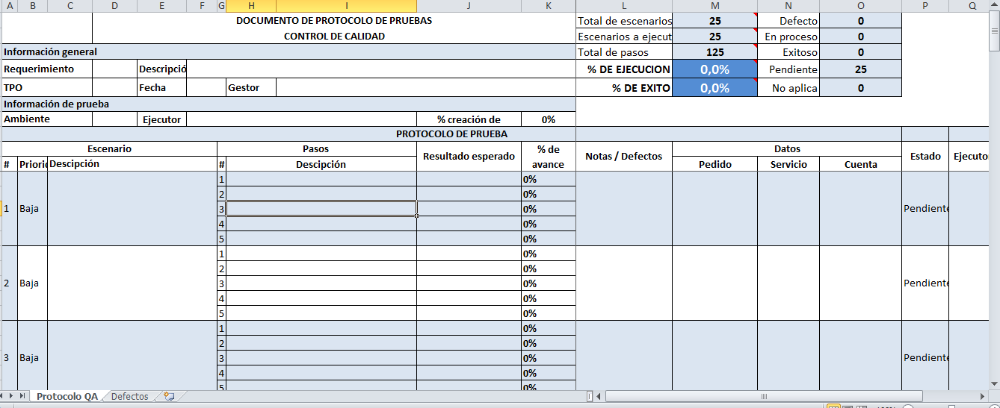 A B C D E F G H I J K L M N O P Q
DOCUMENTO DE PROTOCOLO DE PRUEBAS
CONTROL DE CALIDAD
Total de escenarios 25 Defecto 0
Escenarios a ejecut 25 En proceso 0
Información general Total de pasos 125 Exitoso 0
Requerimiento Descripció % DE EJECUCION 0,0% Pendiente 25
TPO Fecha Gestor % DE EXITO 0,0% No aplica 0
Información de prueba
Ambiente Ejecutor % creación de 0%
PROTOCOLO DE PRUEBA
Escenario Pasos Resultado esperado % de avance Notas / Defectos Datos Estado Ejecuto
# Priorid Descipción # Descipción Pedido Servicio Cuenta
1 0%
2 0%
1 Baja 3 0% Pendiente
4 0%
5 0%
1 0%
2 0%
2 Baja 3 0% Pendiente
4 0%
5 0%
1 0%
2 0%
3 Baja 3 0% Pendiente
4 0%
5 0%
Protocolo QA Defectos